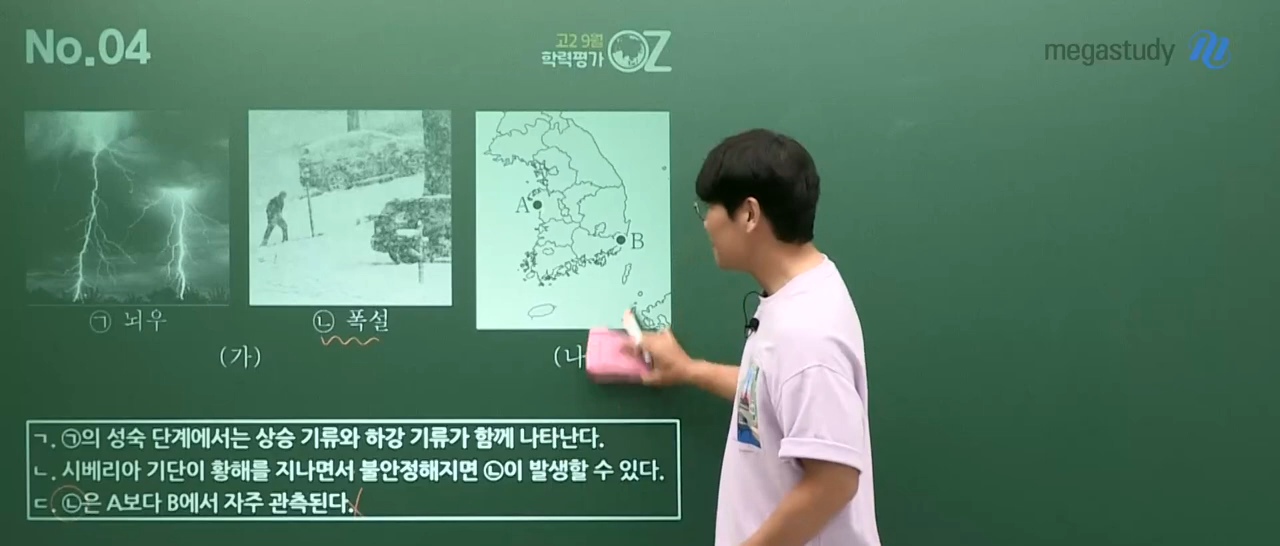 No.04
고2 9월
학력평가 OZ
megastudy
A
B
㉠ 뇌우
㉡ 폭설
(가)
(나
ㄱ. ㉠의 성숙 단계에서는 상승 기류와 하강 기류가 함께 나타난다.
ㄴ. 시베리아 기단이 황해를 지나면서 불안정해지면 ㉡이 발생할 수 있다.
ㄷ. ㉡은 A보다 B에서 자주 관측된다.